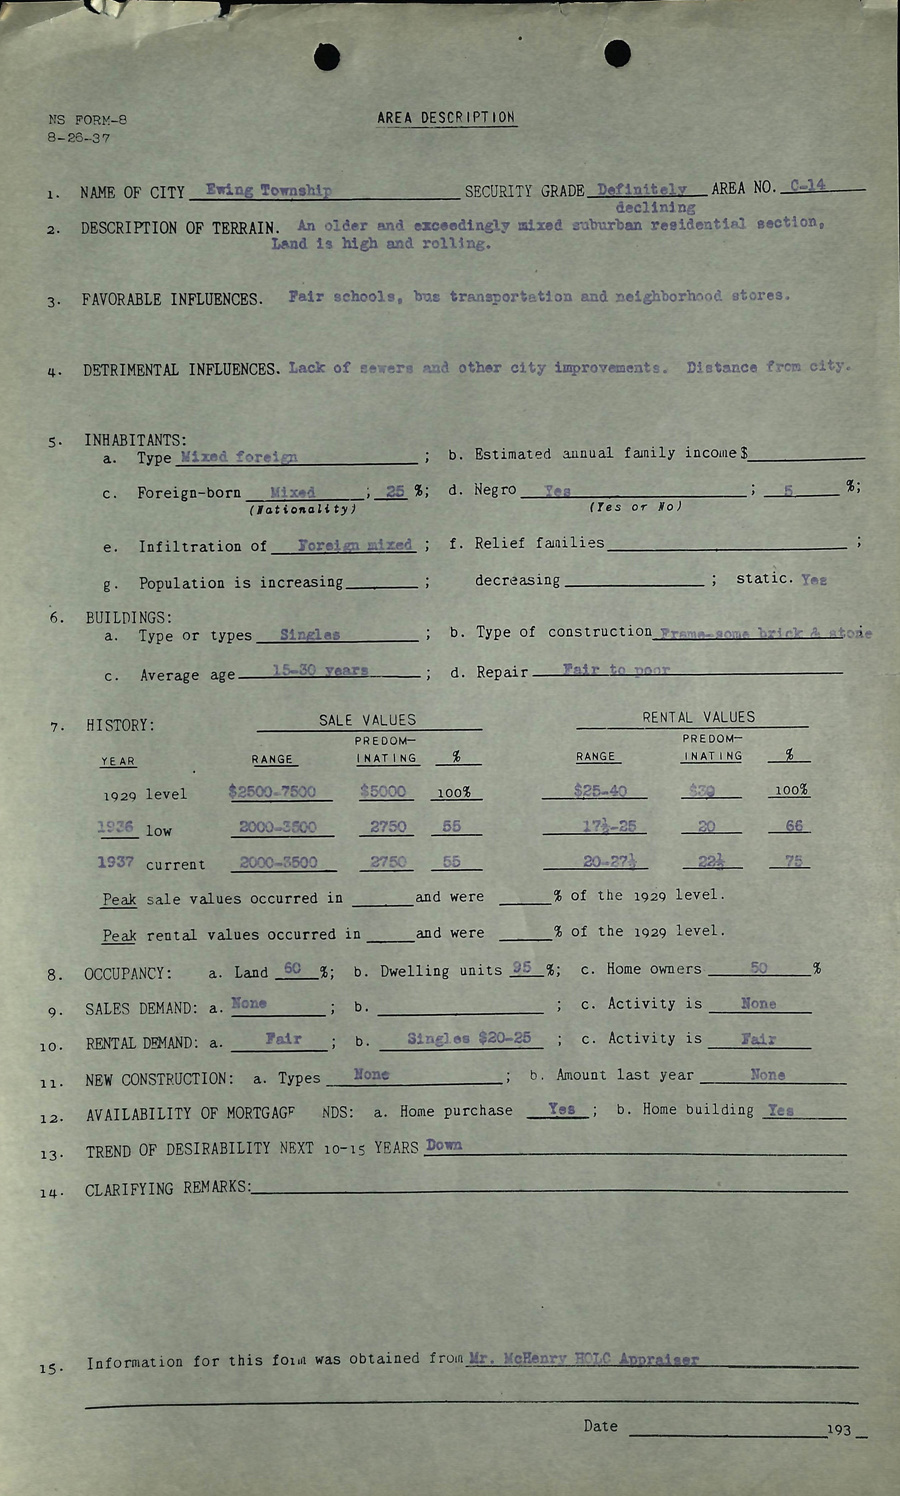 NS FORM-8
8-26-37
AREA DESCRIPTION
1. NAME OF CITY Ewing Township SECURITY GRADE Definitely declining AREA NO. C-14
2. DESCRIPTION OF TERRAIN. An older and exceedingly mixed suburban residential section,
Land is high and rolling.
3. FAVORABLE INFLUENCES. Fair schools, bus transportation and neighborhood stores.
4. DETRIMENTAL INFLUENCES. Lack of sewers and other city improvements. Distance from city.
5. INHABITANTS:
a. Type Mixed foreign ; b. Estimated annual family income $
c. Foreign-born Mixed ; 25 %; d. Negro Yes ; 5 %;
(Nationality) (Yes or No)
e. Infiltration of Foreign mixed ; f. Relief families ;
g. Population is increasing ; decreasing ; static. Yes
6. BUILDINGS:
a. Type or types Singles ; b. Type of construction Frame-some brick & stone
c. Average age 15-30 years ; d. Repair Fair to poor
7. HISTORY: SALE VALUES RENTAL VALUES
PREDOM- PREDOM-
YEAR RANGE INATING % RANGE INATING %
1929 level $2500-7500 $5000 100% $25-40 $30 100%
1936 low 2000-3500 2750 55 17½-25 20 66
1937 current 2000-3500 2750 55 20-27½ 22½ 75
Peak sale values occurred in and were % of the 1929 level.
Peak rental values occurred in and were % of the 1929 level.
8. OCCUPANCY: a. Land 60 %; b. Dwelling units 95 %; c. Home owners 50 %
9. SALES DEMAND: a. None ; b. ; c. Activity is None
10. RENTAL DEMAND: a. Fair ; b. Singles $20-25 ; c. Activity is Fair
11. NEW CONSTRUCTION: a. Types None ; b. Amount last year None
12. AVAILABILITY OF MORTGAGE NDS: a. Home purchase Yes ; b. Home building Yes
13. TREND OF DESIRABILITY NEXT 10-15 YEARS Down
14. CLARIFYING REMARKS:
15. Information for this form was obtained from Mr. McHenry HOLC Appraiser
Date 193